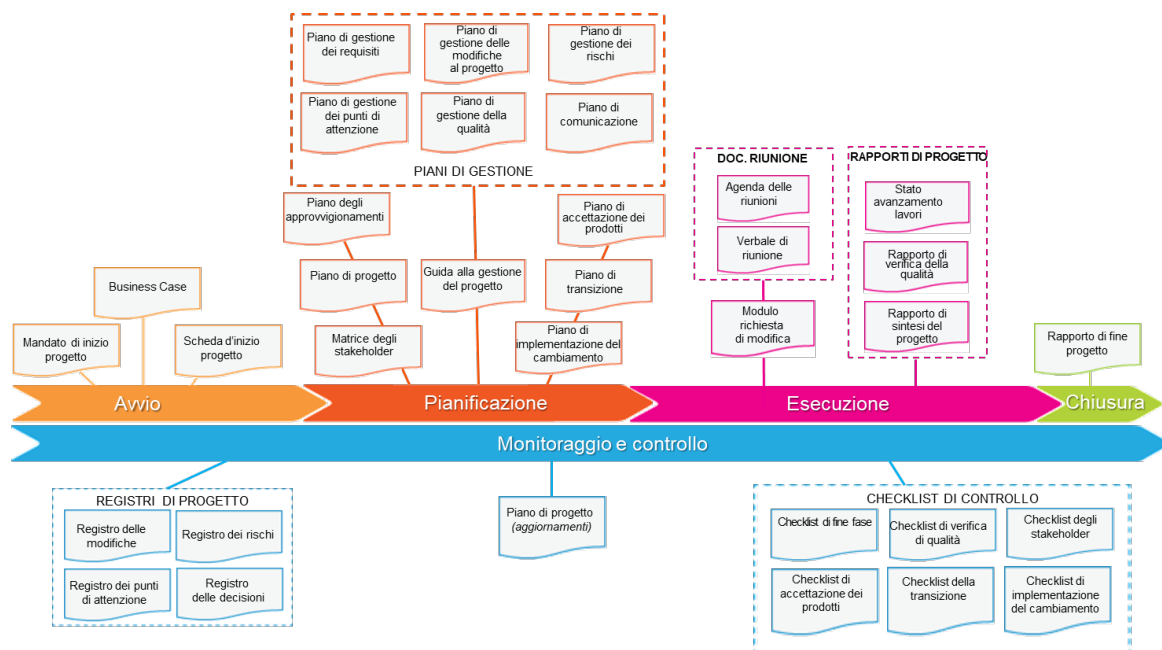 Piano di gestione
dei requisiti
Piano di
gestione delle
modifiche
al progetto
Piano di
gestione dei
rischi
Piano di gestione
dei punti di
attenzione
Piano di
gestione della
qualità
Piano di
comunicazione
PIANI DI GESTIONE
DOC. RIUNIONE
Agenda delle
riunioni
Verbale di
riunione
RAPPORTI DI PROGETTO
Stato
avanzamento
lavori
Rapporto di
verifica della
qualità
Rapporto di
sintesi del
progetto
Piano degli
approvvigionamenti
Piano di
accettazione dei
prodotti
Piano di progetto
Guida alla gestione
del progetto
Piano di
transizione
Matrice degli
stakeholder
Piano di
implementazione del
cambiamento
Modulo
richiesta
di modifica
Business Case
Mandato di inizio
progetto
Scheda d'inizio
progetto
Rapporto di fine
progetto
Avvio
Pianificazione
Esecuzione
Chiusura
Monitoraggio e controllo
REGISTRI DI PROGETTO
Registro delle
modifiche
Registro dei rischi
Registro dei punti
di attenzione
Registro
delle decisioni
Piano di progetto
(aggiornamenti)
CHECKLIST DI CONTROLLO
Checklist di fine fase
Checklist di verifica
di qualità
Checklist degli
stakeholder
Checklist di
accettazione dei
prodotti
Checklist della
transizione
Checklist di
implementazione
del cambiamento